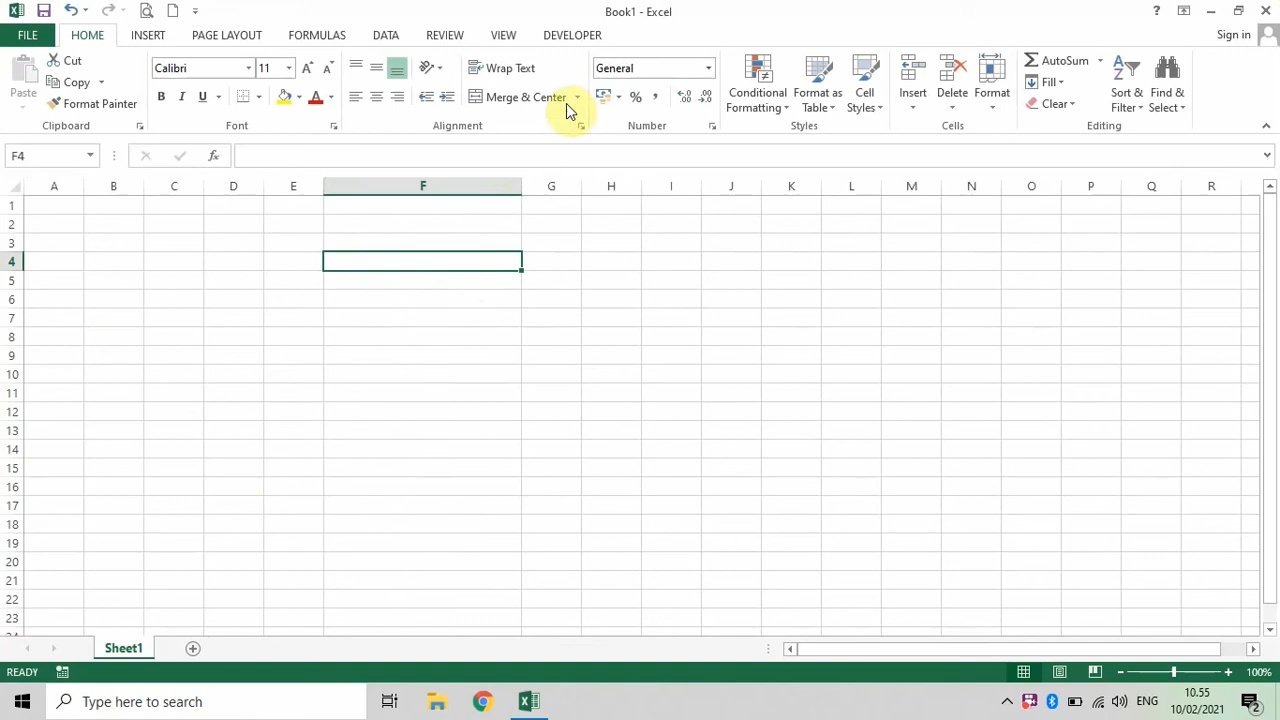 Book1 - Excel
FILE HOME INSERT PAGE LAYOUT FORMULAS DATA REVIEW VIEW DEVELOPER Sign in
Paste
Cut
Copy
Format Painter
Clipboard
Calibri 11
B I U A
Font
Wrap Text
Merge & Center
Alignment
General
% ,
Number
Conditional Formatting
Format as Table
Cell Styles
Styles
Insert
Delete
Format
Cells
AutoSum
Fill
Clear
Sort & Filter
Find & Select
Editing
F4 fx
A B C D E F G H I J K L M N O P Q R
1
2
3
4
5
6
7
8
9
10
11
12
13
14
15
16
17
18
19
20
21
22
23
Sheet1
READY 100%
Type here to search ENG 10.55
10/02/2021 2